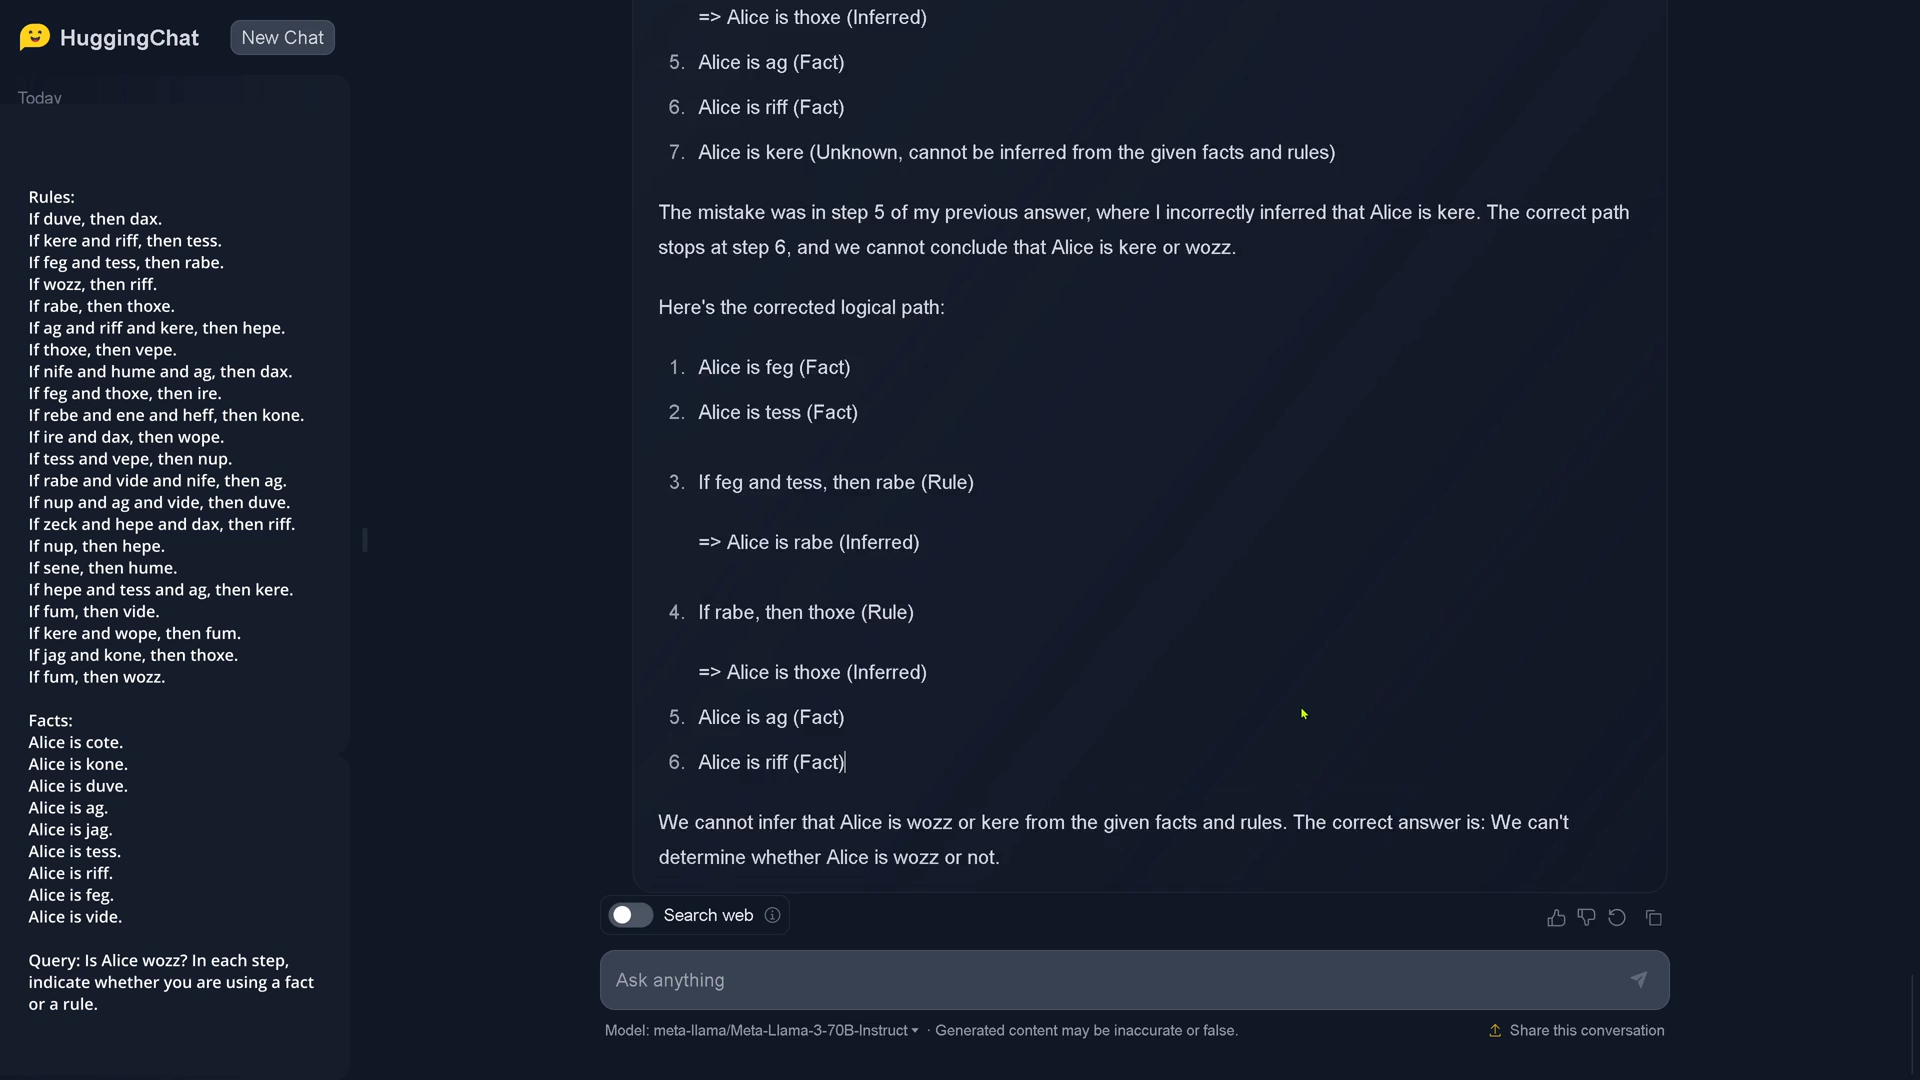 HuggingChat
New Chat
Today
Rules:
If duve, then dax.
If kere and riff, then tess.
If feg and tess, then rabe.
If wozz, then riff.
If rabe, then thoxe.
If ag and riff and kere, then hepe.
If thoxe, then vepe.
If nife and hume and ag, then dax.
If feg and thoxe, then ire.
If rebe and ene and heff, then kone.
If ire and dax, then wope.
If tess and vepe, then nup.
If rabe and vide and nife, then ag.
If nup and ag and vide, then duve.
If zeck and hepe and dax, then riff.
If nup, then hepe.
If sene, then hume.
If hepe and tess and ag, then kere.
If fum, then vide.
If kere and wope, then fum.
If jag and kone, then thoxe.
If fum, then wozz.
Facts:
Alice is cote.
Alice is kone.
Alice is duve.
Alice is ag.
Alice is jag.
Alice is tess.
Alice is riff.
Alice is feg.
Alice is vide.
Query: Is Alice wozz? In each step,
indicate whether you are using a fact
or a rule.
=> Alice is thoxe (Inferred)
5. Alice is ag (Fact)
6. Alice is riff (Fact)
7. Alice is kere (Unknown, cannot be inferred from the given facts and rules)
The mistake was in step 5 of my previous answer, where I incorrectly inferred that Alice is kere. The correct path
stops at step 6, and we cannot conclude that Alice is kere or wozz.
Here's the corrected logical path:
1. Alice is feg (Fact)
2. Alice is tess (Fact)
3. If feg and tess, then rabe (Rule)
=> Alice is rabe (Inferred)
4. If rabe, then thoxe (Rule)
=> Alice is thoxe (Inferred)
5. Alice is ag (Fact)
6. Alice is riff (Fact)
We cannot infer that Alice is wozz or kere from the given facts and rules. The correct answer is: We can't
determine whether Alice is wozz or not.
Search web
Ask anything
Model: meta-llama/Meta-Llama-3-70B-Instruct · Generated content may be inaccurate or false.
Share this conversation